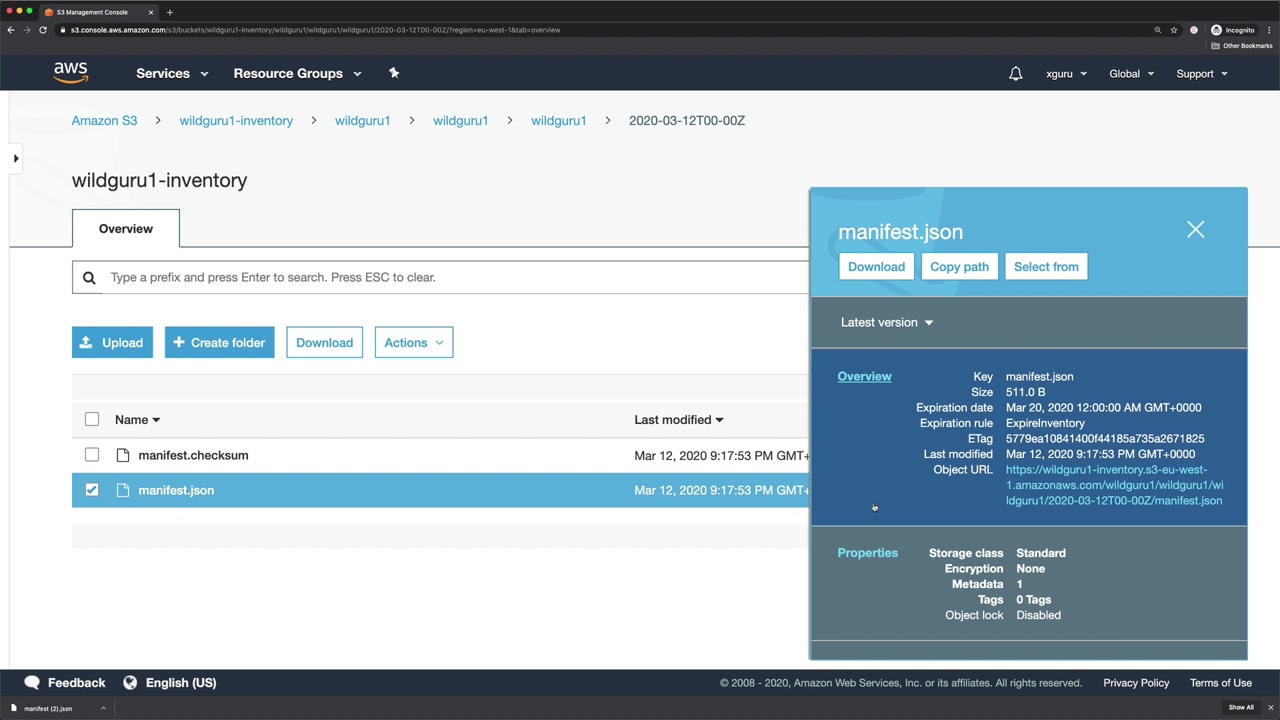 S3 Management Console
s3.console.aws.amazon.com/s3/buckets/wildguru1-inventory/wildguru1/wildguru1/wildguru1/2020-03-12T00-00Z/?region=eu-west-1&tab=overview
Incognito
Other Bookmarks
aws
Services
Resource Groups
xguru
Global
Support
Amazon S3 > wildguru1-inventory > wildguru1 > wildguru1 > wildguru1 > 2020-03-12T00-00Z
wildguru1-inventory
Overview
Type a prefix and press Enter to search. Press ESC to clear.
Upload
Create folder
Download
Actions
Name
Last modified
manifest.checksum
Mar 12, 2020 9:17:53 PM GMT+
manifest.json
Mar 12, 2020 9:17:53 PM GMT+
manifest.json
Download
Copy path
Select from
Latest version
Overview
Key manifest.json
Size 511.0 B
Expiration date Mar 20, 2020 12:00:00 AM GMT+0000
Expiration rule ExpireInventory
ETag 5779ea10841400f44185a735a2671825
Last modified Mar 12, 2020 9:17:53 PM GMT+0000
Object URL https://wildguru1-inventory.s3-eu-west-
1.amazonaws.com/wildguru1/wildguru1/wi
ldguru1/2020-03-12T00-00Z/manifest.json
Properties
Storage class Standard
Encryption None
Metadata 1
Tags 0 Tags
Object lock Disabled
Feedback
English (US)
© 2008 - 2020, Amazon Web Services, Inc. or its affiliates. All rights reserved.
Privacy Policy
Terms of Use
manifest (2).json
Show All